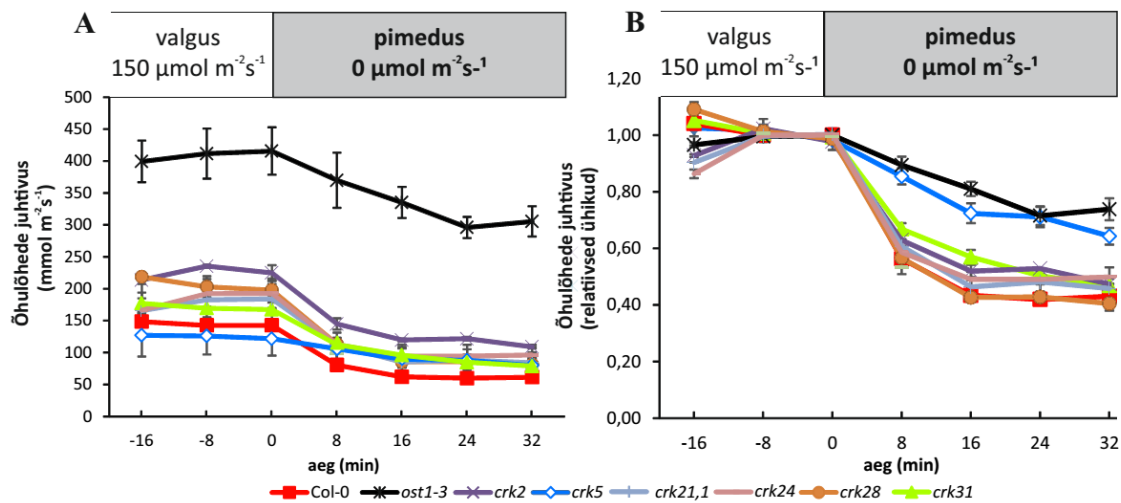 A
valgus
150 µmol m⁻²s⁻¹
pimedus
0 µmol m⁻²s-¹
500
450
400
350
300
250
200
150
100
50
0
Õhulõhede juhtivus
(mmol m⁻² s⁻¹)
-16 -8 0 8 16 24 32
aeg (min)
B
valgus
150 µmol m⁻²s-¹
pimedus
0 µmol m⁻²s-¹
1,20
1,00
0,80
0,60
0,40
0,20
0,00
Õhulõhede juhtivus
(relatiivsed ühikud)
-16 -8 0 8 16 24 32
aeg (min)
Col-0 ost1-3 crk2 crk5 crk21,1 crk24 crk28 crk31